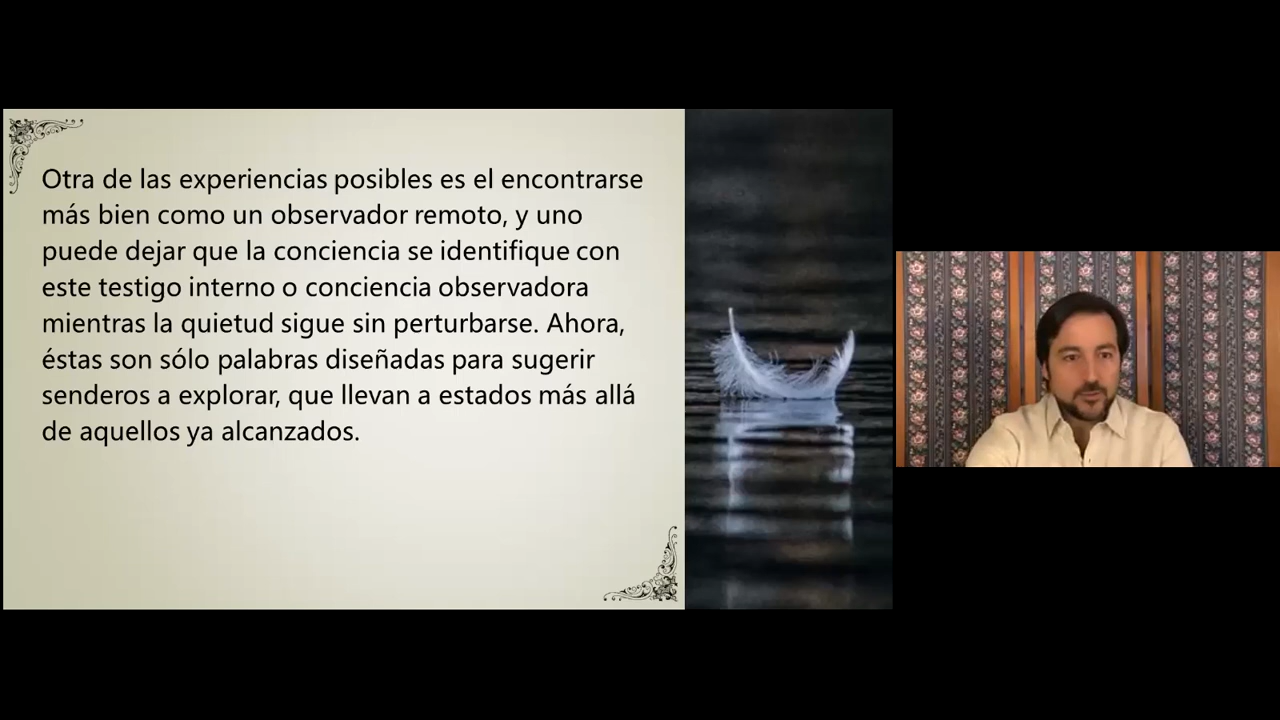 Otra de las experiencias posibles es el encontrarse
más bien como un observador remoto, y uno
puede dejar que la conciencia se identifique con
este testigo interno o conciencia observadora
mientras la quietud sigue sin perturbarse. Ahora,
éstas son sólo palabras diseñadas para sugerir
senderos a explorar, que llevan a estados más allá
de aquellos ya alcanzados.